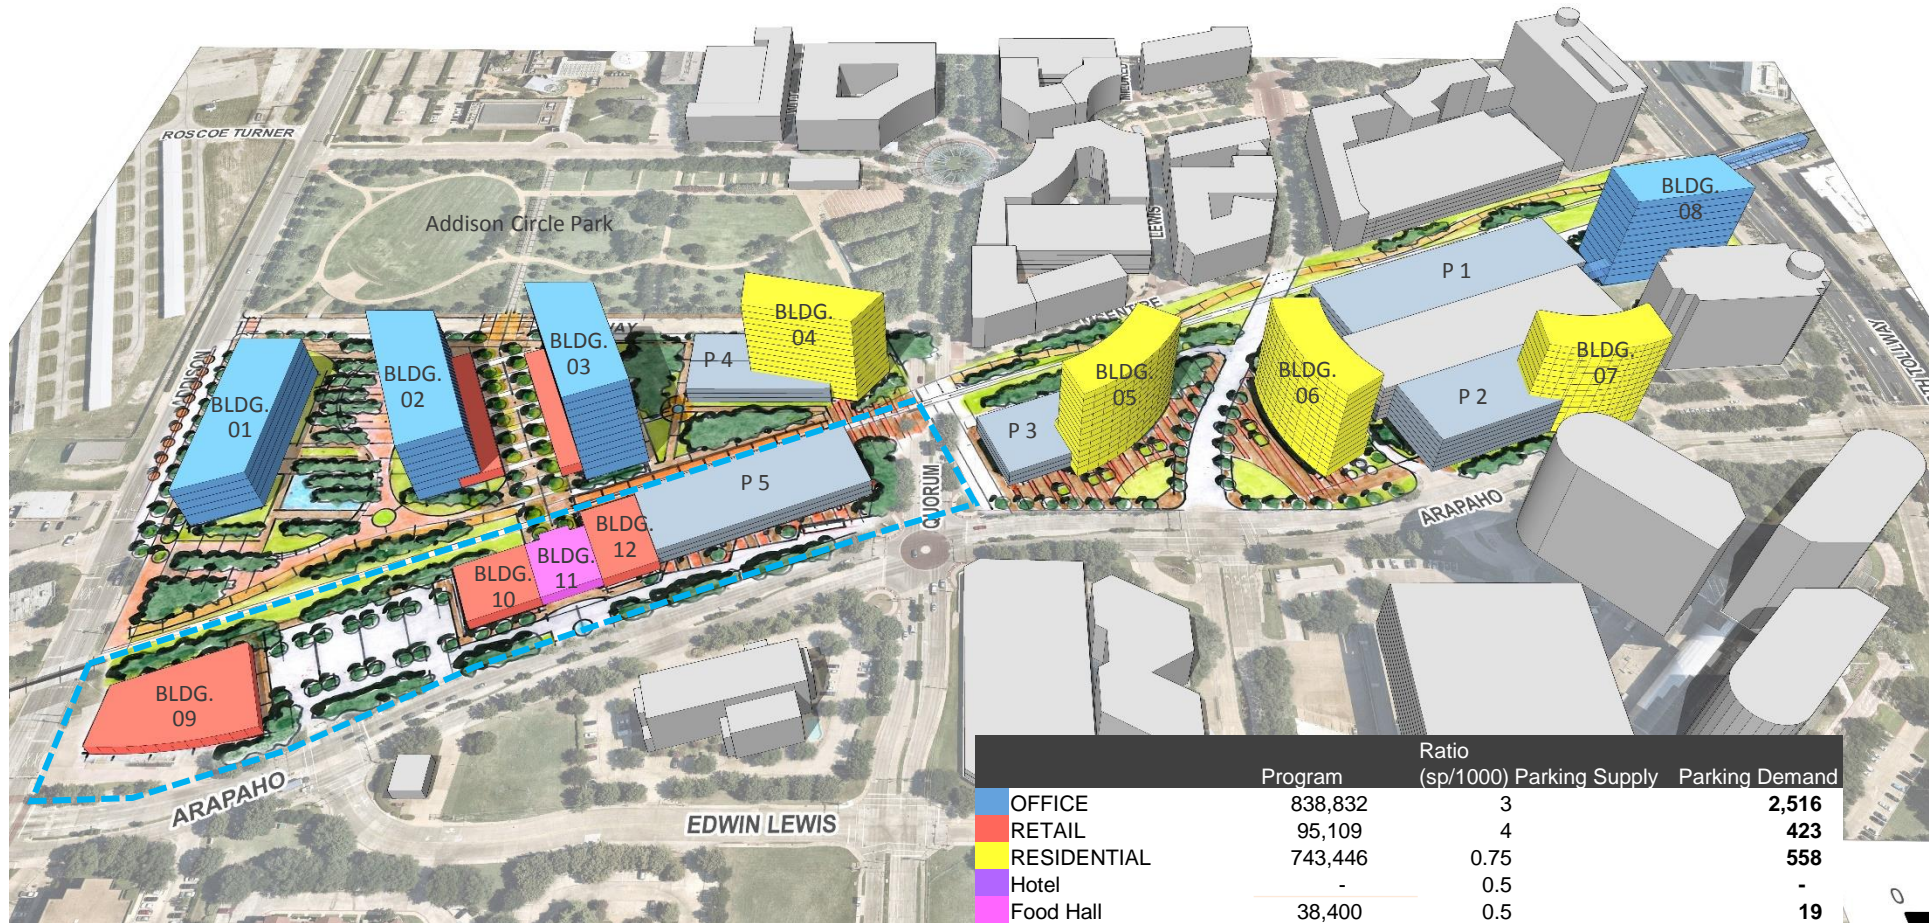 ROSCOE TURNER
Addison Circle Park
ADDISON
WAY
LEWIS
MILDRED
QUORUM
ARAPAHO
ARAPAHO
EDWIN LEWIS
TOLLWAY
BLDG.
01
BLDG.
02
BLDG.
03
BLDG.
04
BLDG.
05
BLDG.
06
BLDG.
07
BLDG.
08
BLDG.
09
BLDG.
10
BLDG.
11
BLDG.
12
P 1
P 2
P 3
P 4
P 5
Ratio
Program (sp/1000) Parking Supply Parking Demand
OFFICE 838,832 3 2,516
RETAIL 95,109 4 423
RESIDENTIAL 743,446 0.75 558
Hotel - 0.5 -
Food Hall 38,400 0.5 19